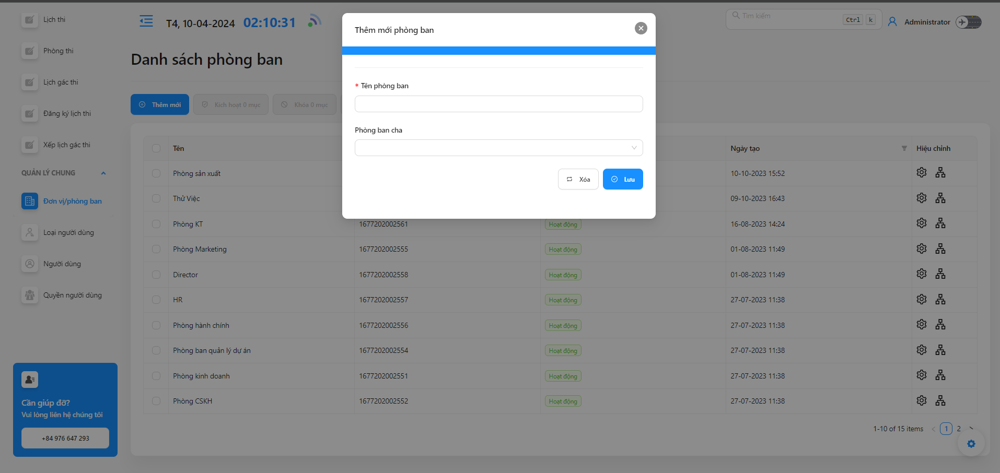 Lịch thi
Phòng thi
Lịch gác thi
Đăng ký lịch thi
Xếp lịch gác thi
QUẢN LÝ CHUNG
Đơn vị/phòng ban
Loại người dùng
Người dùng
Quyền người dùng
Cần giúp đỡ?
Vui lòng liên hệ chúng tôi
+84 976 647 293
T4, 10-04-2024 02:10:31
Tìm kiếm Ctrl k
Administrator
Danh sách phòng ban
Thêm mới Kích hoạt 0 mục Khóa 0 mục
Thêm mới phòng ban
* Tên phòng ban
Phòng ban cha
Xóa Lưu
Tên Ngày tạo Hiệu chỉnh
Phòng sản xuất 10-10-2023 15:52
Thử Việc 09-10-2023 16:43
Phòng KT 1677202002561 Hoạt động 16-08-2023 14:24
Phòng Marketing 1677202002555 Hoạt động 01-08-2023 11:49
Director 1677202002558 Hoạt động 01-08-2023 11:49
HR 1677202002557 Hoạt động 27-07-2023 11:38
Phòng hành chính 1677202002556 Hoạt động 27-07-2023 11:38
Phòng ban quản lý dự án 1677202002554 Hoạt động 27-07-2023 11:38
Phòng kinh doanh 1677202002551 Hoạt động 27-07-2023 11:38
Phòng CSKH 1677202002552 Hoạt động 27-07-2023 11:38
1-10 of 15 items < 1 2 >